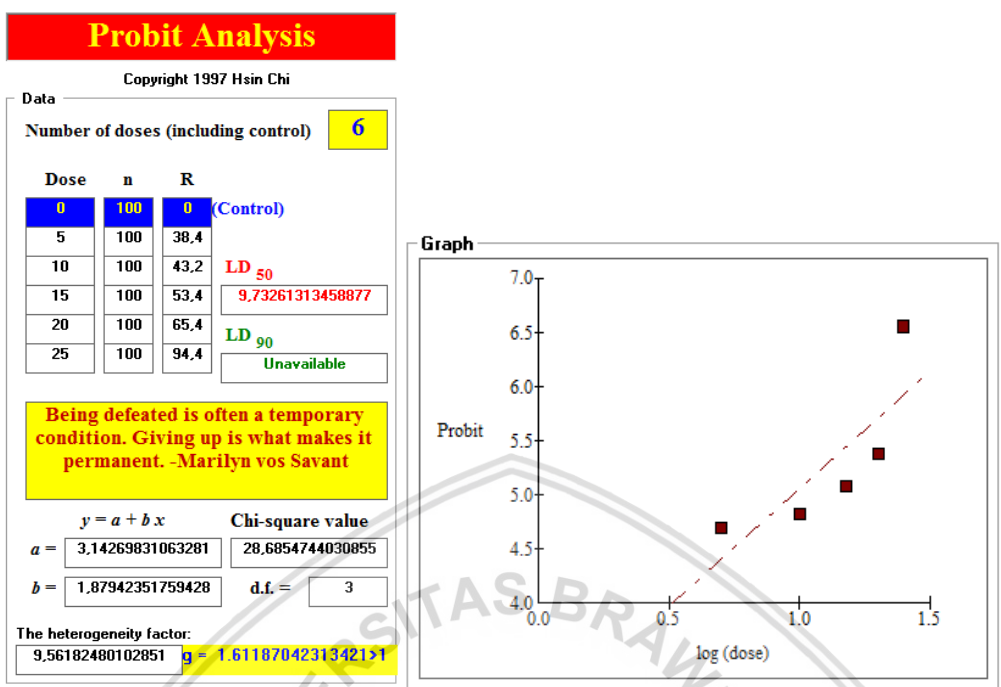 Probit Analysis
Copyright 1997 Hsin Chi
Data
Number of doses (including control) 6
Dose n R
0 100 0 (Control)
5 100 38,4
10 100 43,2
15 100 53,4
20 100 65,4
25 100 94,4
LD 50
9,73261313458877
LD 90
Unavailable
Being defeated is often a temporary
condition. Giving up is what makes it
permanent. -Marilyn vos Savant
y = a + b x
Chi-square value
a = 3,14269831063281
28,6854744030855
b = 1,87942351759428
d.f. = 3
The heterogeneity factor:
9,56182480102851
g = 1.61187042313421>1
Graph
7.0
6.5
6.0
Probit
5.5
5.0
4.5
4.0
0.0 0.5 1.0 1.5
log (dose)
ERSITAS BRAW